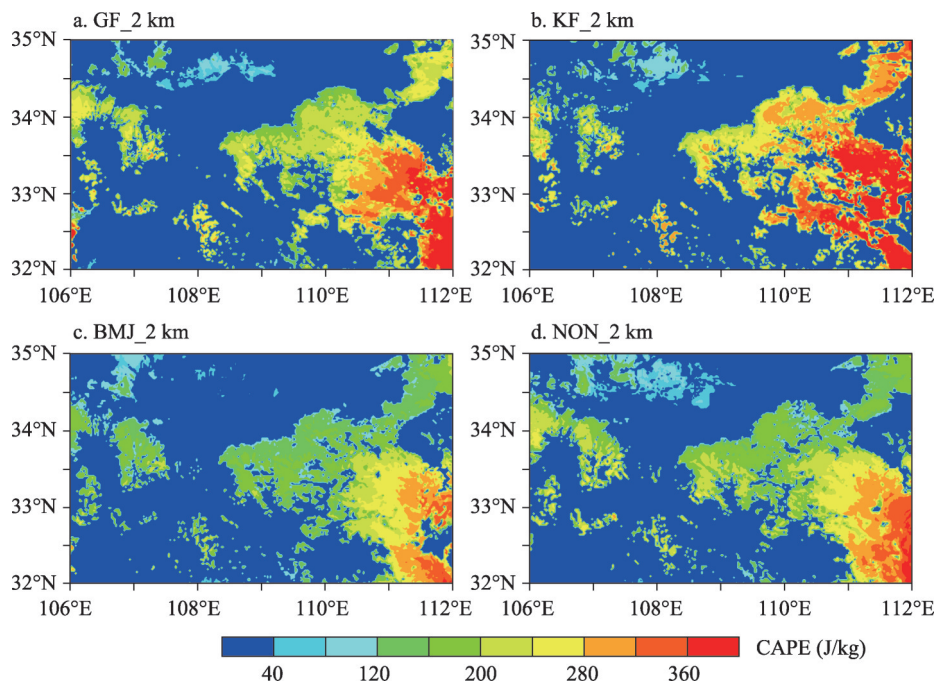 a. GF_2 km
b. KF_2 km
35°N
34°N
33°N
32°N
106°E
108°E
110°E
112°E
35°N
34°N
33°N
32°N
106°E
108°E
110°E
112°E
c. BMJ_2 km
d. NON_2 km
35°N
34°N
33°N
32°N
106°E
108°E
110°E
112°E
35°N
34°N
33°N
32°N
106°E
108°E
110°E
112°E
CAPE (J/kg)
40 120 200 280 360